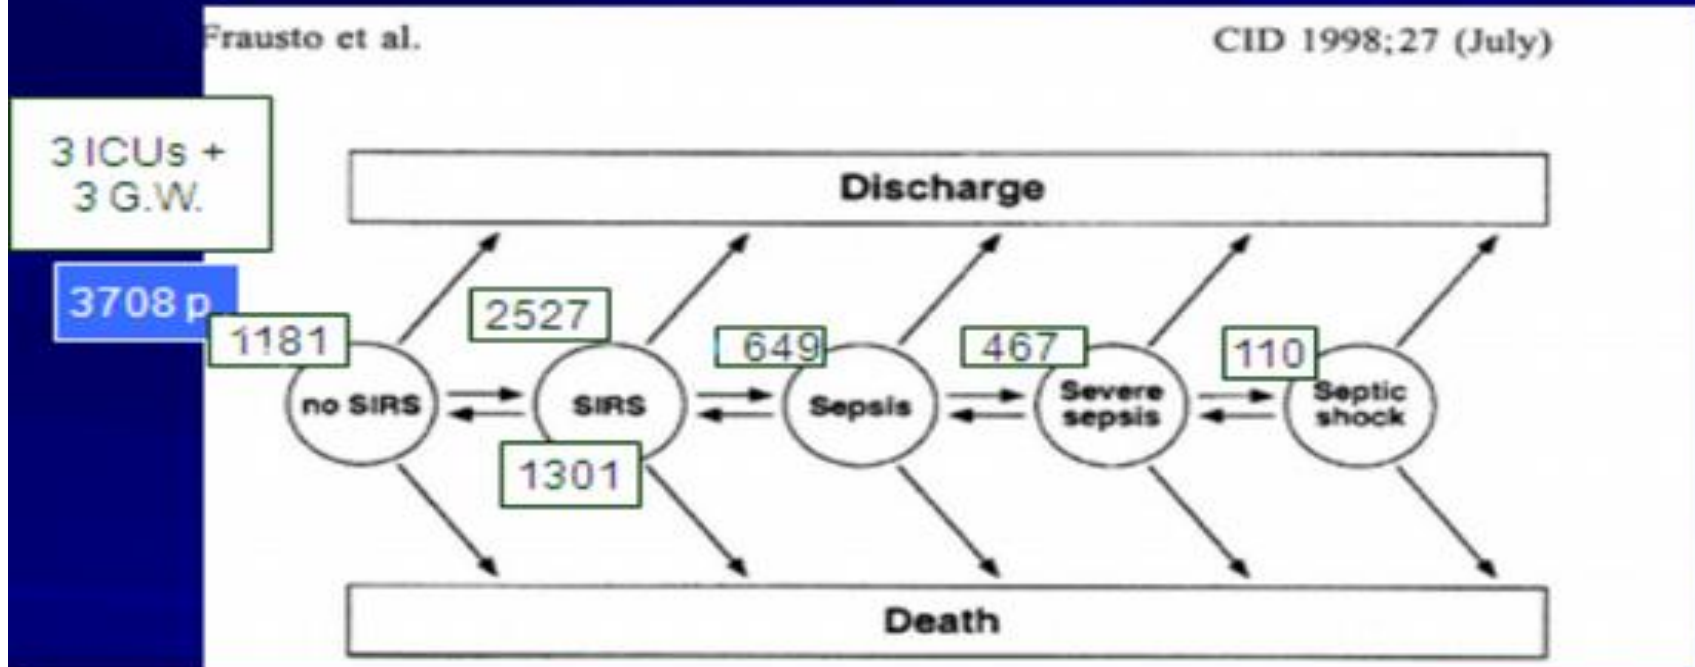 Frausto et al.
CID 1998;27 (July)
3 ICUs +
3 G.W.
Discharge
3708 p.
2527
1181
649
467
110
no SIRS
SIRS
Sepsis
Severe
sepsis
Septic
shock
1301
Death